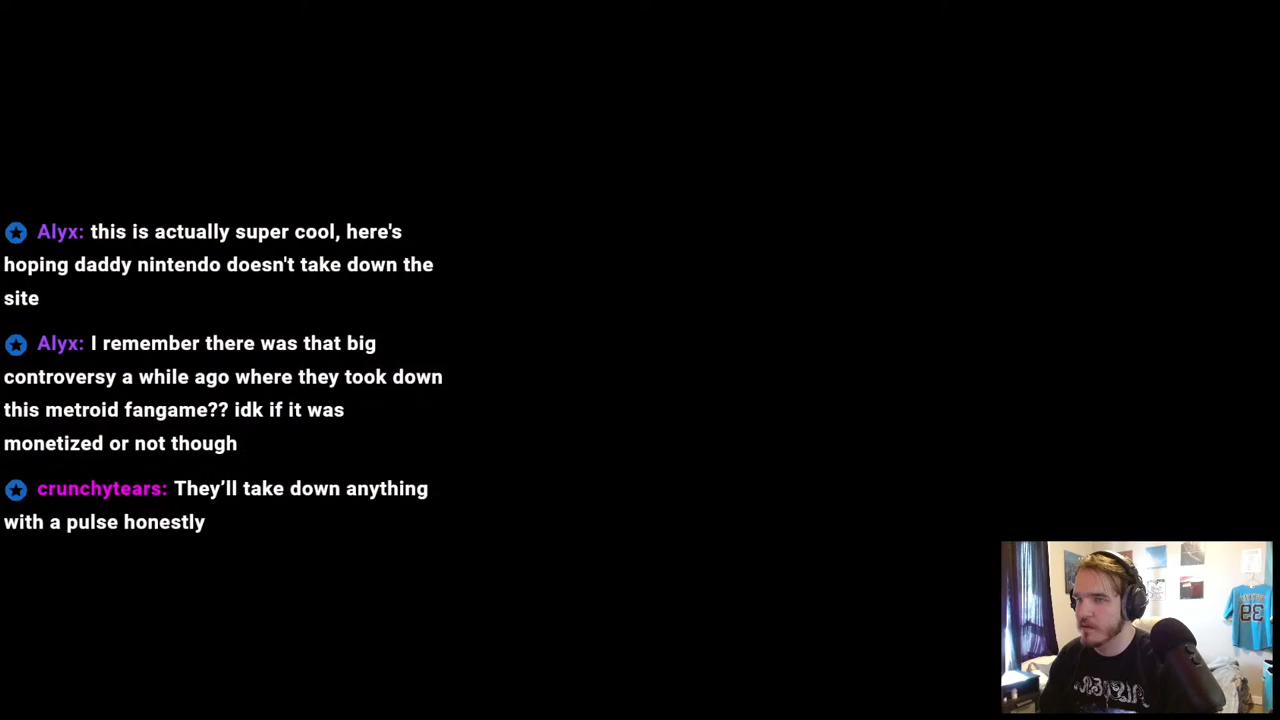 Alyx: this is actually super cool, here's
hoping daddy nintendo doesn't take down the
site
Alyx: I remember there was that big
controversy a while ago where they took down
this metroid fangame?? idk if it was
monetized or not though
crunchytears: They’ll take down anything
with a pulse honestly